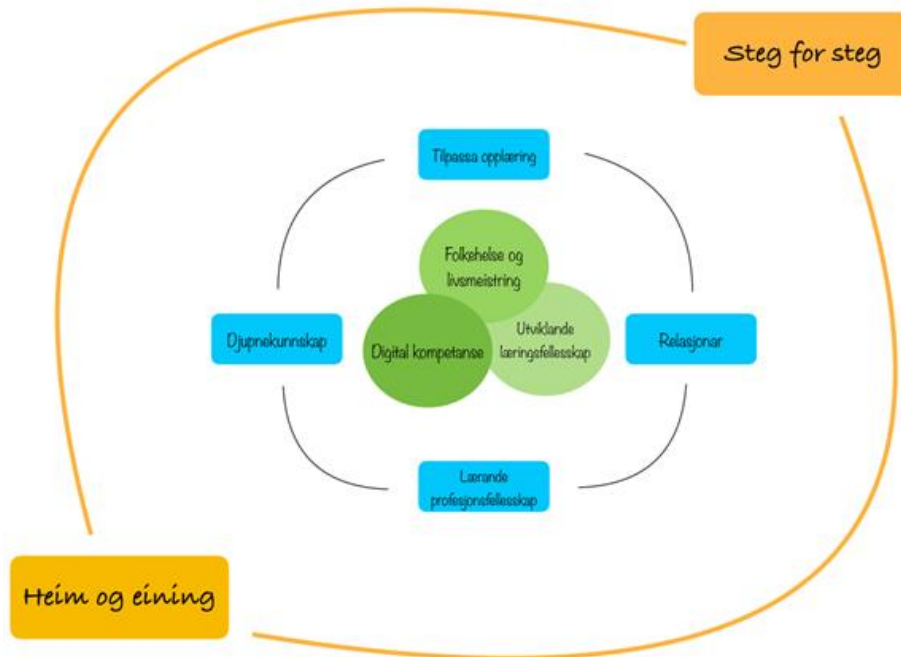 Steg for steg
Tilpassa opplæring
Folkehelse og
livsmeistring
Djupnekunnskap
Digital kompetanse
Utviklande
læringsfellesskap
Relasjonar
Lærande
profesjonsfellesskap
Heim og eining